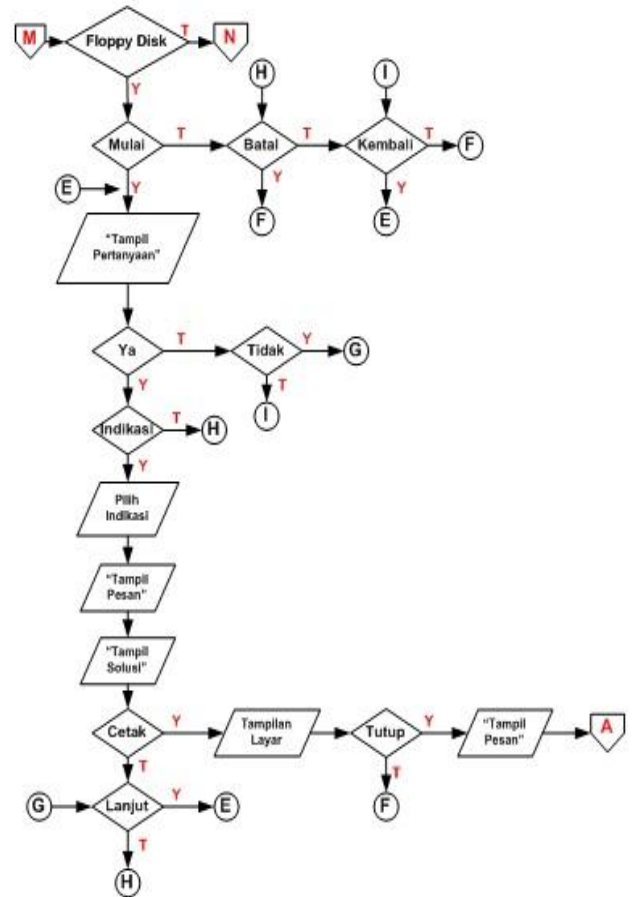 M
Floppy Disk
T
N
Y
H
I
Mulai
T
Batal
T
Kembali
T
F
E
Y
Y
Y
F
E
"Tampil
Pertanyaan"
Ya
T
Tidak
Y
G
Y
T
Indikasi
T
H
I
Y
Pilih
Indikasi
"Tampil
Pesan"
"Tampil
Solusi"
Cetak
Y
Tampilan
Layar
Tutup
Y
"Tampil
Pesan"
A
T
T
G
Lanjut
Y
E
F
T
H